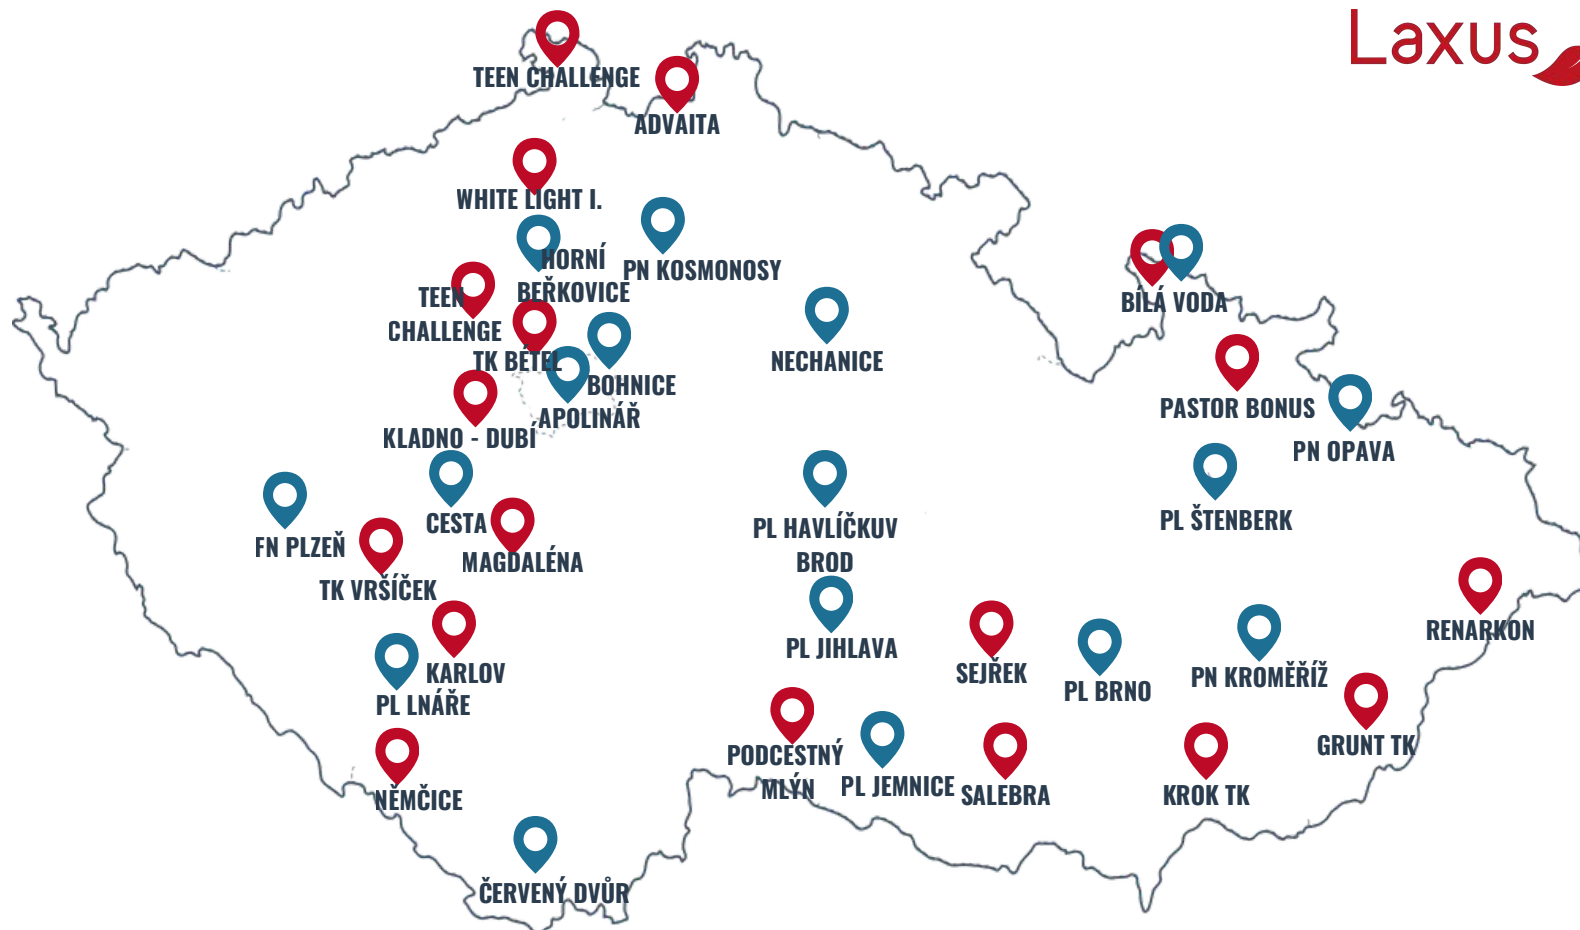 Laxus
TEEN CHALLENGE
ADVAITA
WHITE LIGHT I.
HORNÍ
BEŘKOVICE
PN KOSMONOSY
TEEN
CHALLENGE
BÍLÁ VODA
TK BÉTEL
NECHANICE
BOHNICE
APOLINÁŘ
PASTOR BONUS
KLADNO - DUBÍ
PN OPAVA
CESTA
PL HAVLÍČKUV
BROD
PL ŠTENBERK
FN PLZEŇ
MAGDALÉNA
TK VRŠÍČEK
RENARKON
PL JIHLAVA
KARLOV
SEJŘEK
PL BRNO
PN KROMĚŘÍŽ
PL LNÁŘE
GRUNT TK
PODCESTNÝ
MLÝN
PL JEMNICE
SALEBRA
KROK TK
NĚMČICE
ČERVENÝ DVŮR